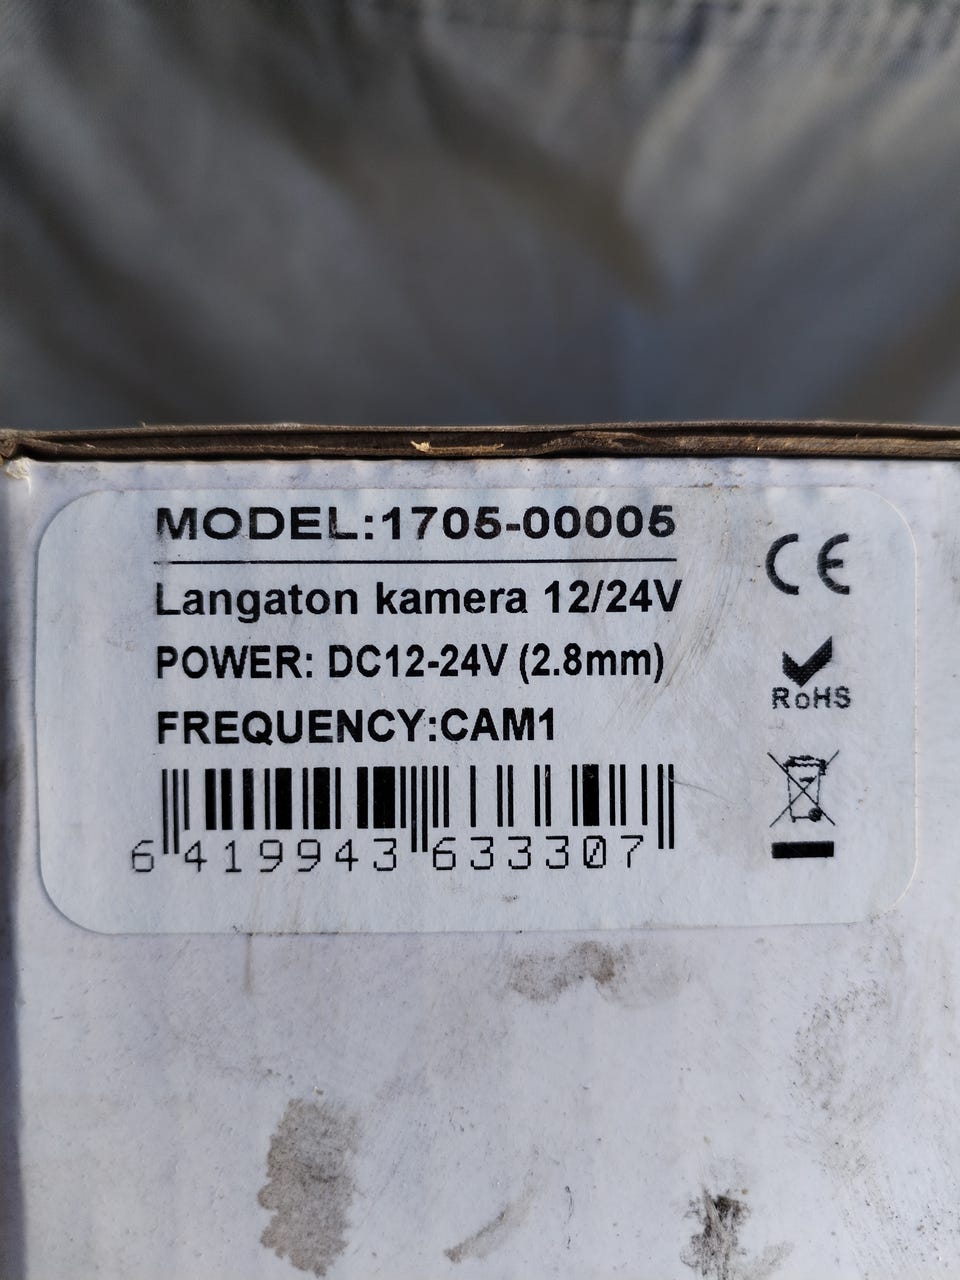 MODEL:1705-00005
Langaton kamera 12/24V
POWER: DC12-24V (2.8mm)
FREQUENCY:CAM1
6 419943 633307
CE
RoHS